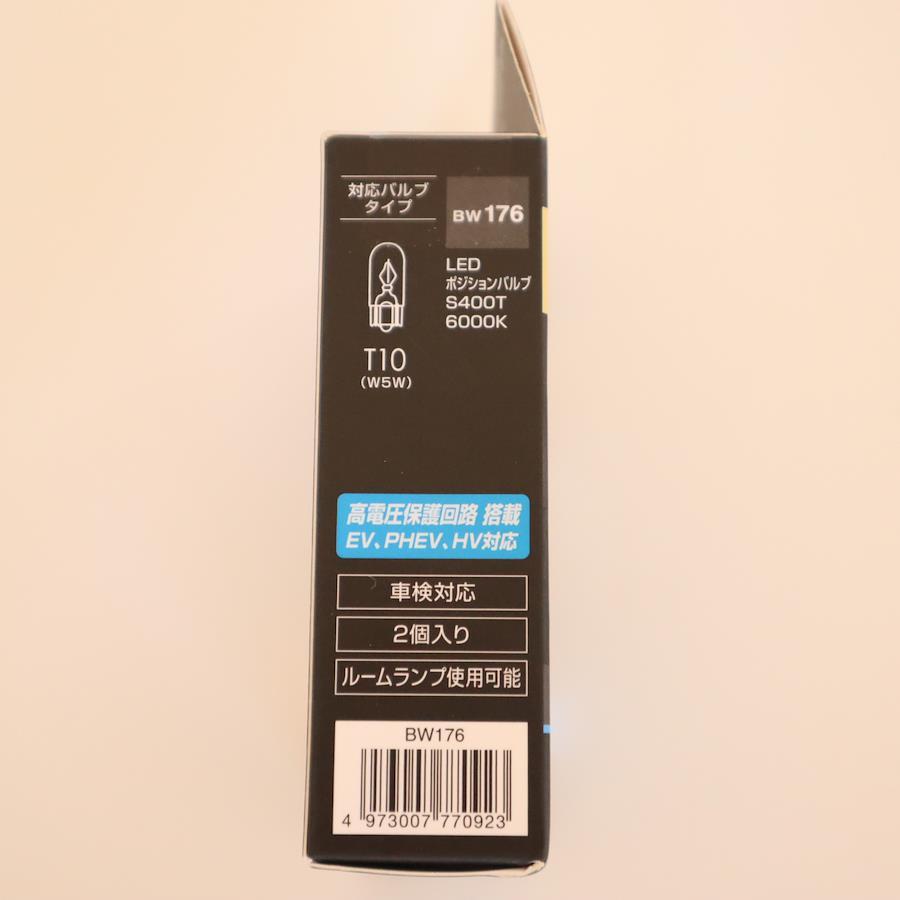 対応バルブ
タイプ
T10
(W5W)
BW176
LED
ポジションバルブ
S400T
6000K
高電圧保護回路 搭載
EV、PHEV、HV対応
車検対応
2個入り
ルームランプ使用可能
BW176
4 973007 770923